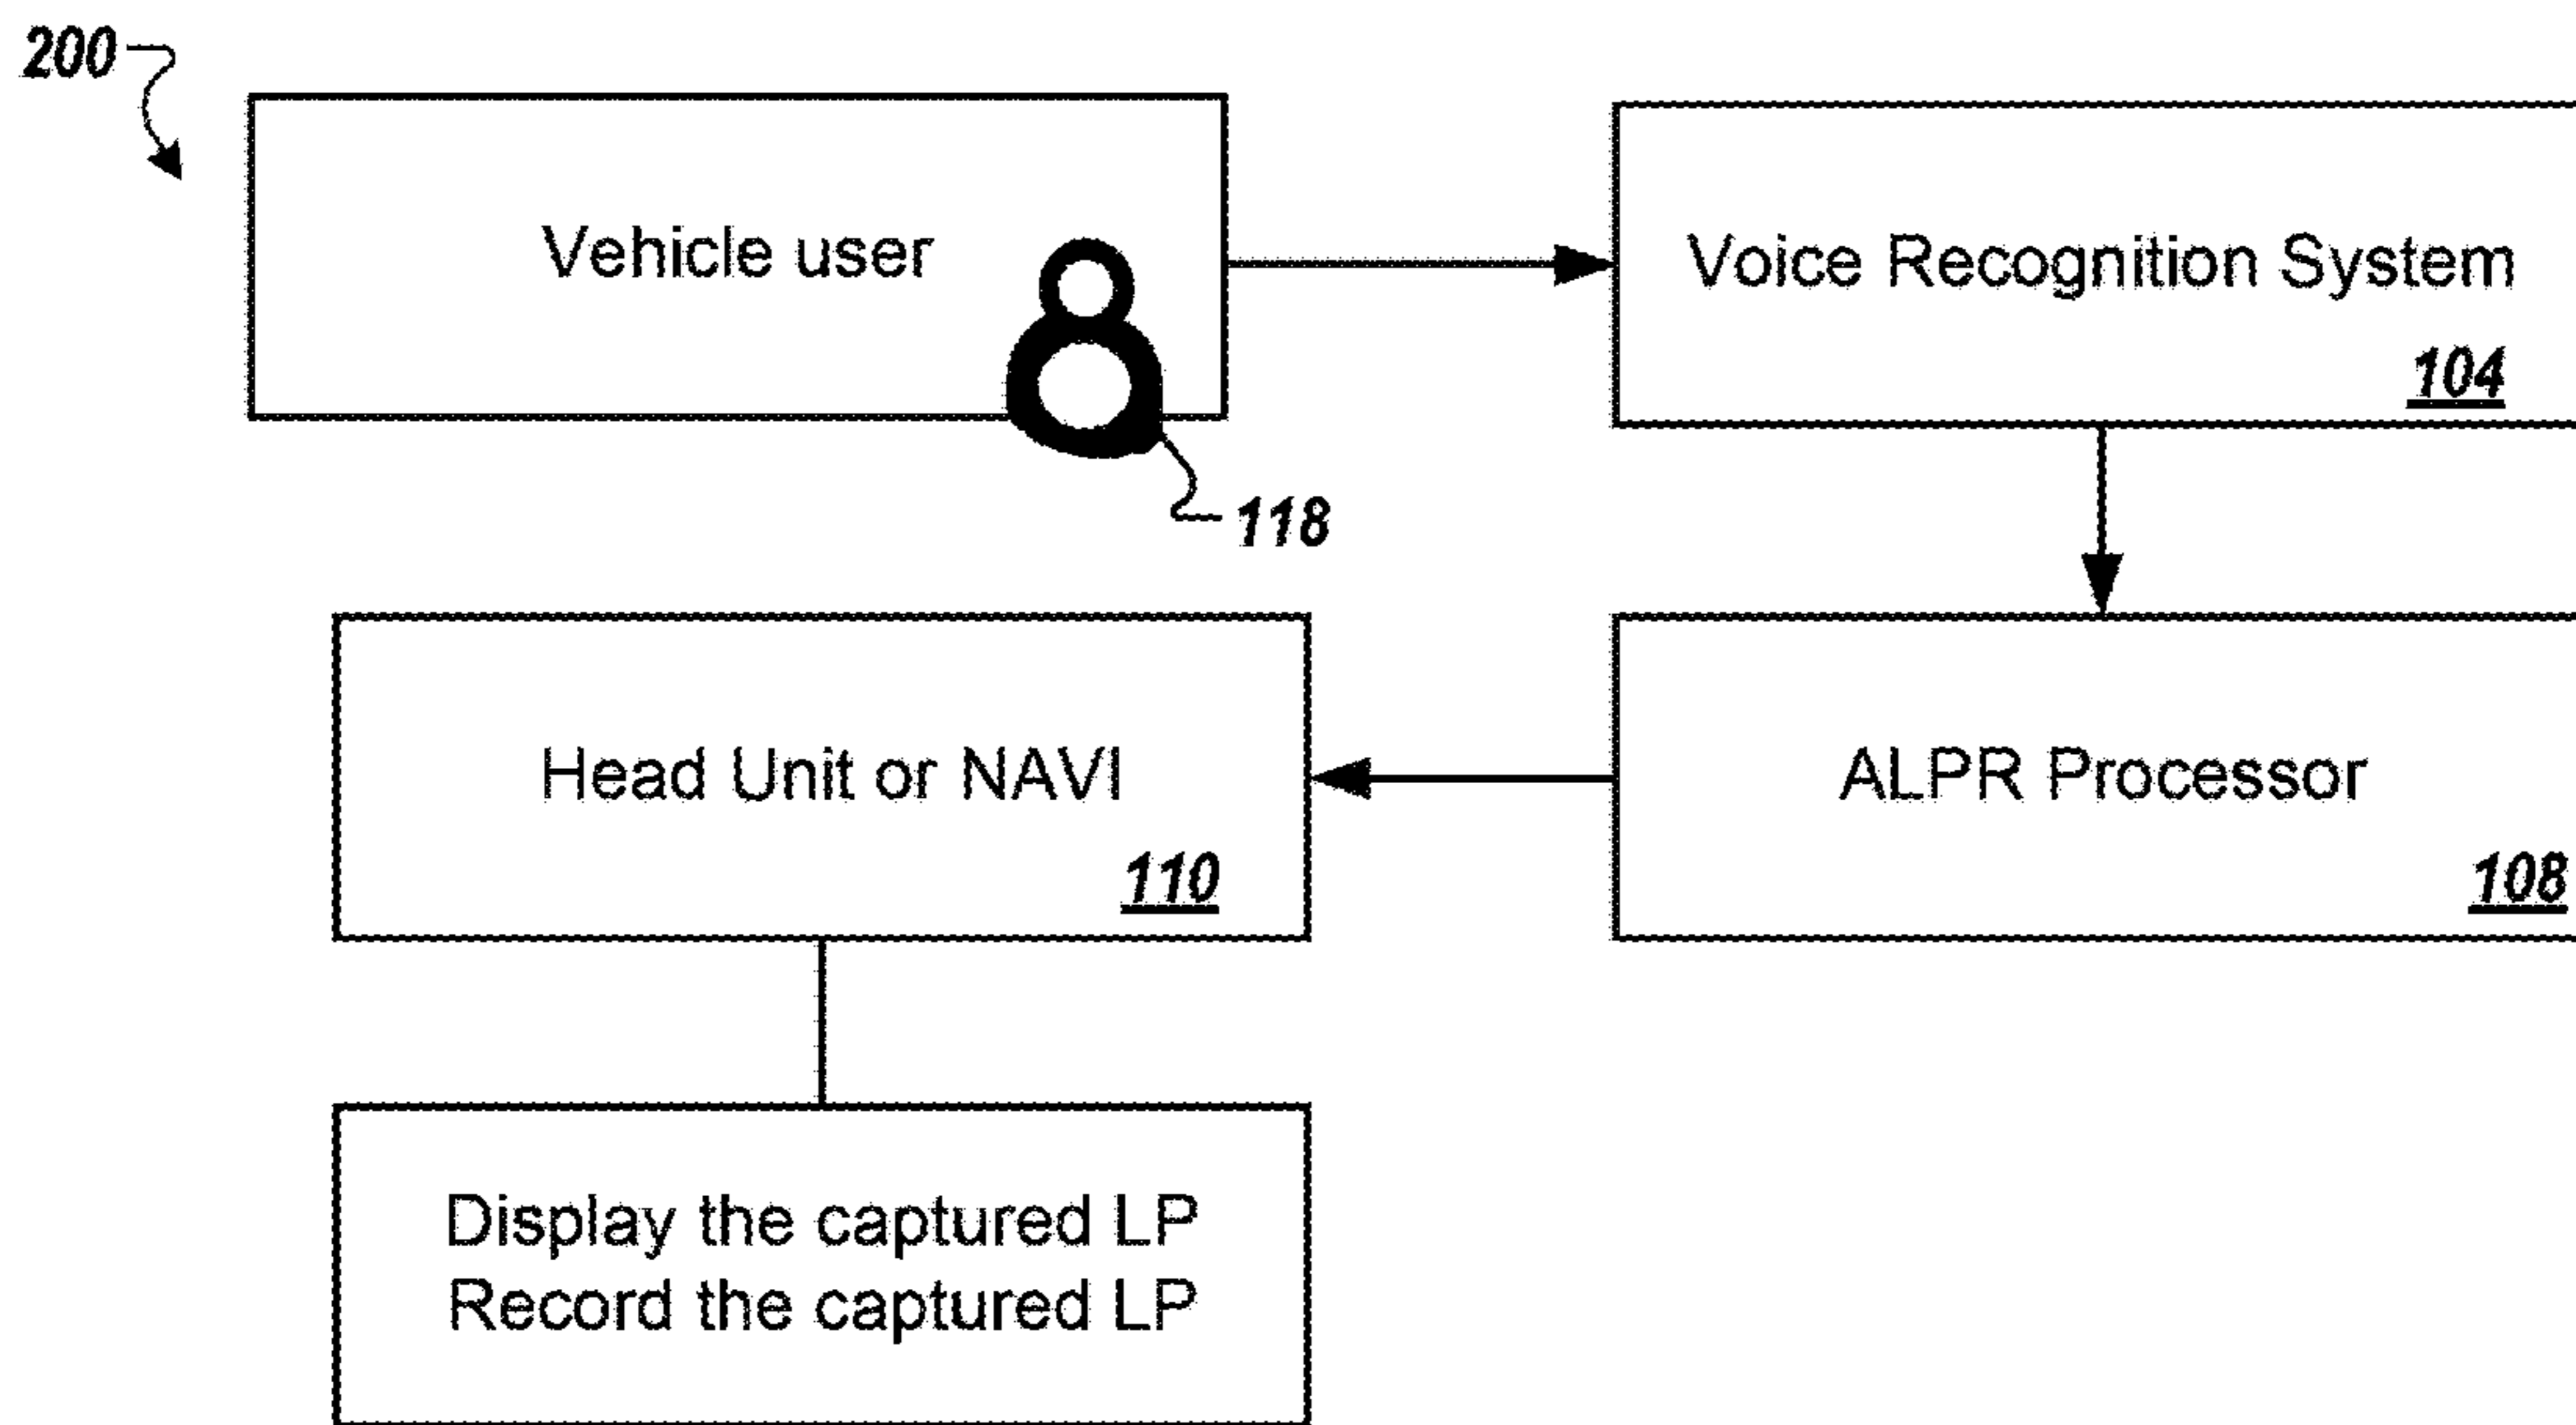 200
Vehicle user
118
Voice Recognition System
104
Head Unit or NAVI
110
ALPR Processor
108
Display the captured LP
Record the captured LP